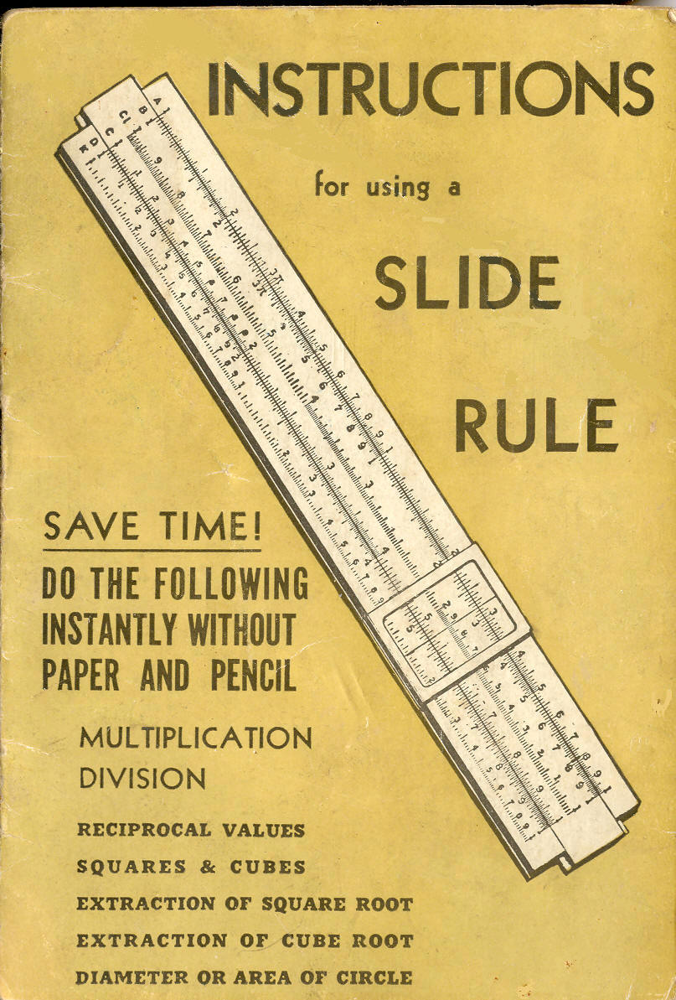 INSTRUCTIONS
for using a
SLIDE
RULE
SAVE TIME!
DO THE FOLLOWING
INSTANTLY WITHOUT
PAPER AND PENCIL
MULTIPLICATION
DIVISION
RECIPROCAL VALUES
SQUARES & CUBES
EXTRACTION OF SQUARE ROOT
EXTRACTION OF CUBE ROOT
DIAMETER OR AREA OF CIRCLE
A
B
CI
C
D
K